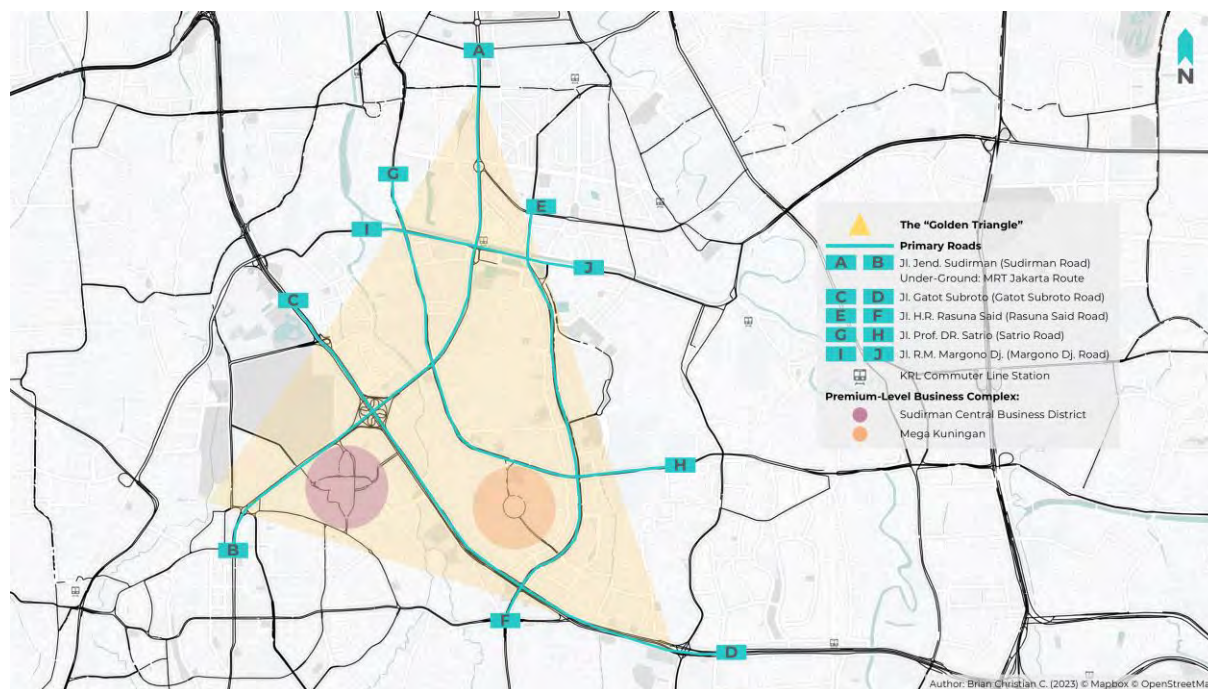 A
N
G
E
I
J
C
The “Golden Triangle”
Primary Roads
A B Jl. Jend. Sudirman (Sudirman Road)
Under-Ground: MRT Jakarta Route
C D Jl. Gatot Subroto (Gatot Subroto Road)
E F Jl. H.R. Rasuna Said (Rasuna Said Road)
G H Jl. Prof. DR. Satrio (Satrio Road)
I J Jl. R.M. Margono Dj. (Margono Dj. Road)
KRL Commuter Line Station
Premium-Level Business Complex:
Sudirman Central Business District
Mega Kuningan
H
B
F
D
Author: Brian Christian C. (2023) © Mapbox © OpenStreetMa